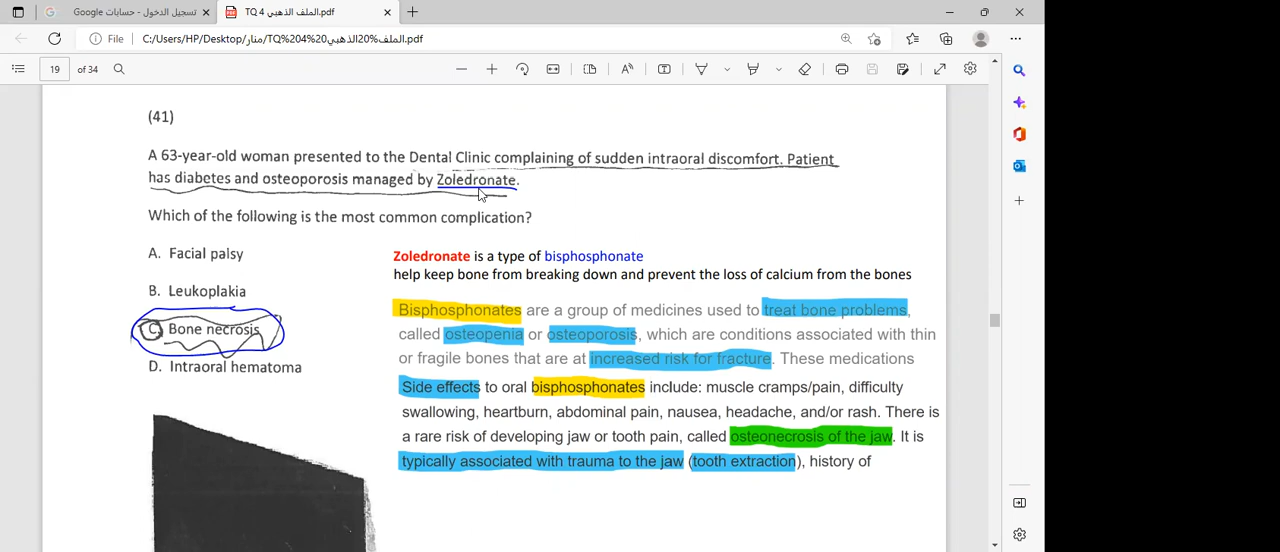 تسجيل الدخول - حسابات Google
TQ 4 الملف الذهبي.pdf
File C:/Users/HP/Desktop/منار/TQ%204%20الملف%20الذهبي.pdf
19 of 34
(41)
A 63-year-old woman presented to the Dental Clinic complaining of sudden intraoral discomfort. Patient
has diabetes and osteoporosis managed by Zoledronate.
Which of the following is the most common complication?
A. Facial palsy
B. Leukoplakia
C. Bone necrosis
D. Intraoral hematoma
Zoledronate is a type of bisphosphonate
help keep bone from breaking down and prevent the loss of calcium from the bones
Bisphosphonates are a group of medicines used to treat bone problems,
called osteopenia or osteoporosis, which are conditions associated with thin
or fragile bones that are at increased risk for fracture. These medications
Side effects to oral bisphosphonates include: muscle cramps/pain, difficulty
swallowing, heartburn, abdominal pain, nausea, headache, and/or rash. There is
a rare risk of developing jaw or tooth pain, called osteonecrosis of the jaw. It is
typically associated with trauma to the jaw (tooth extraction), history of